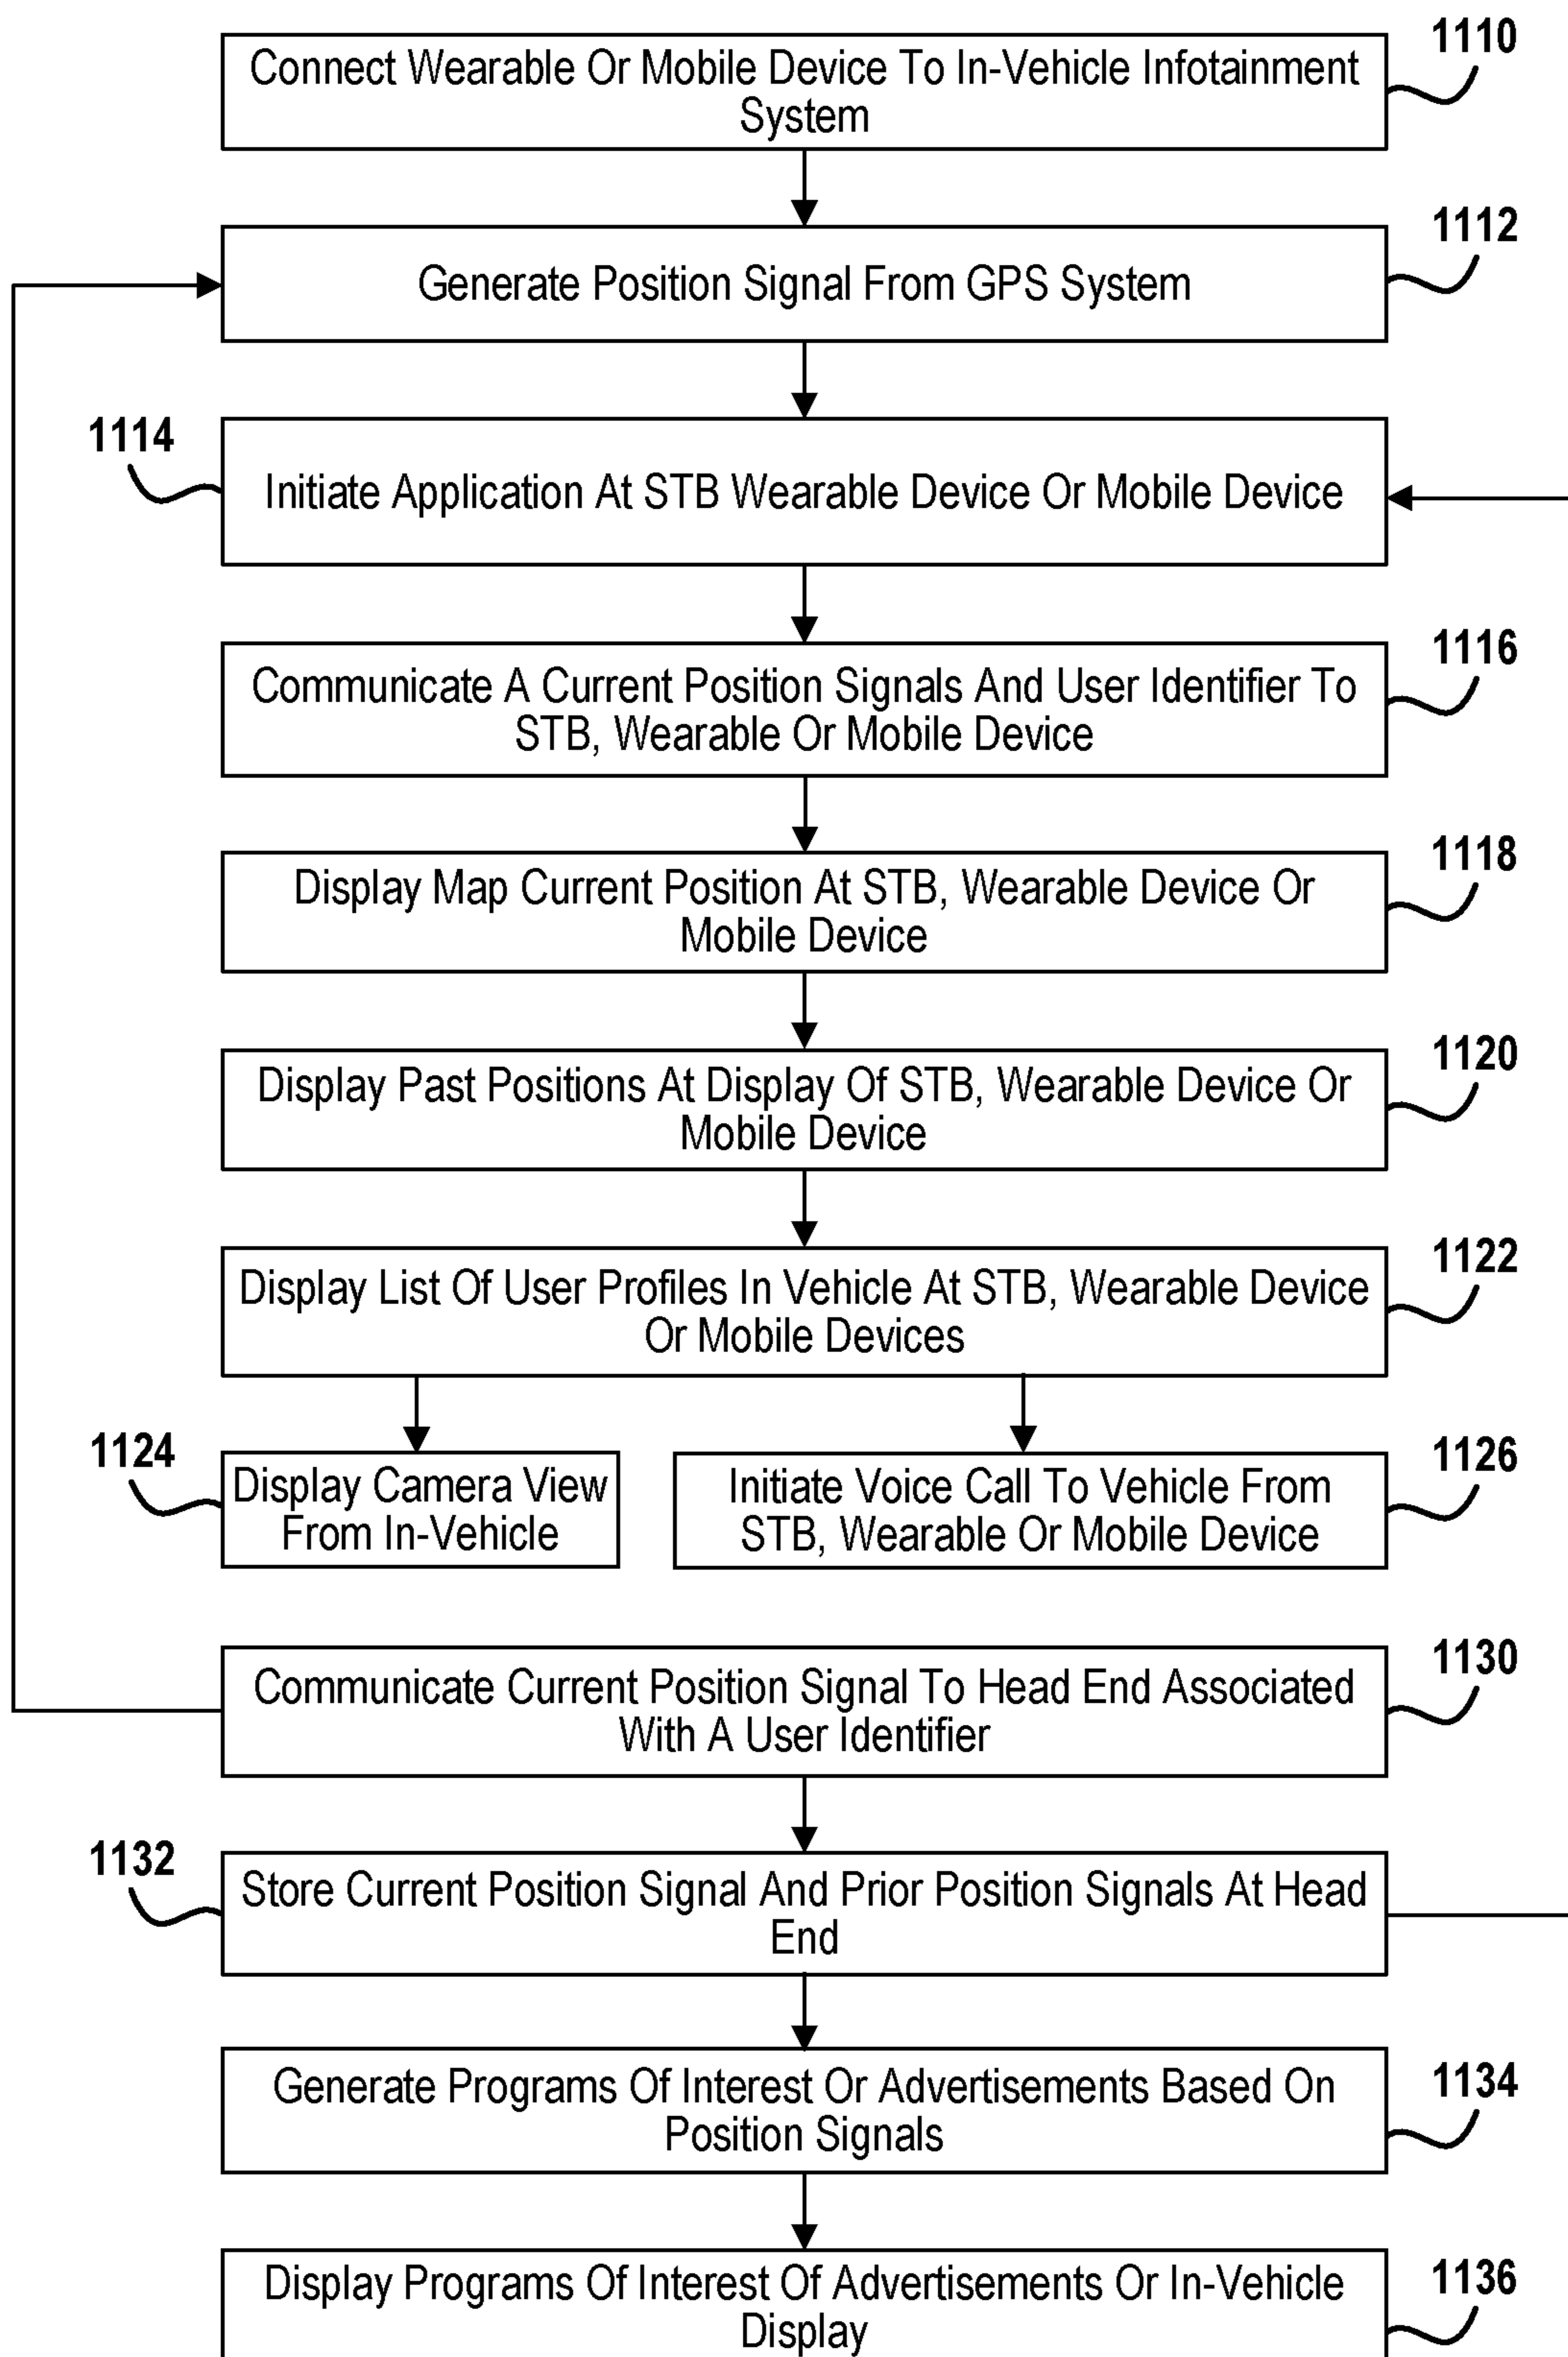 1110
Connect Wearable Or Mobile Device To In-Vehicle Infotainment
System
1112
Generate Position Signal From GPS System
1114
Initiate Application At STB Wearable Device Or Mobile Device
1116
Communicate A Current Position Signals And User Identifier To
STB, Wearable Or Mobile Device
1118
Display Map Current Position At STB, Wearable Device Or
Mobile Device
1120
Display Past Positions At Display Of STB, Wearable Device Or
Mobile Device
1122
Display List Of User Profiles In Vehicle At STB, Wearable Device
Or Mobile Devices
1124
Display Camera View
From In-Vehicle
1126
Initiate Voice Call To Vehicle From
STB, Wearable Or Mobile Device
1130
Communicate Current Position Signal To Head End Associated
With A User Identifier
1132
Store Current Position Signal And Prior Position Signals At Head
End
1134
Generate Programs Of Interest Or Advertisements Based On
Position Signals
1136
Display Programs Of Interest Of Advertisements Or In-Vehicle
Display